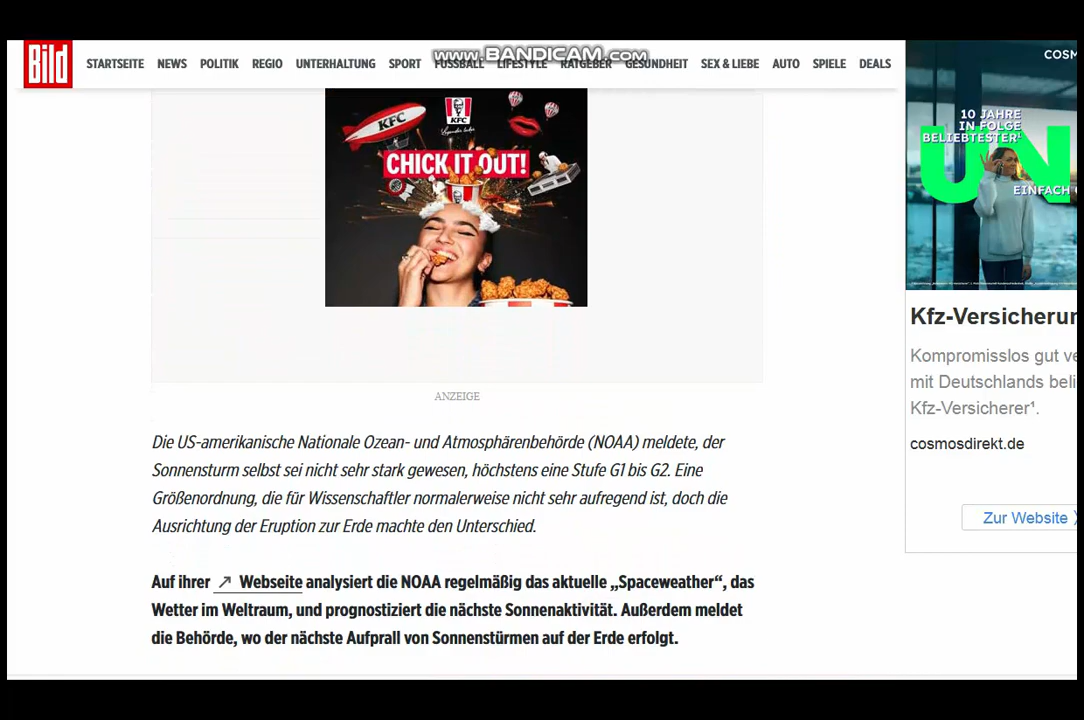 www.BANDICAM.com
Bild
STARTSEITE NEWS POLITIK REGIO UNTERHALTUNG SPORT FUSSBALL LIFESTYLE RATGEBER GESUNDHEIT SEX & LIEBE AUTO SPIELE DEALS
KFC
KFC
CHICK IT OUT!
ANZEIGE
Die US-amerikanische Nationale Ozean- und Atmosphärenbehörde (NOAA) meldete, der
Sonnensturm selbst sei nicht sehr stark gewesen, höchstens eine Stufe G1 bis G2. Eine
Größenordnung, die für Wissenschaftler normalerweise nicht sehr aufregend ist, doch die
Ausrichtung der Eruption zur Erde machte den Unterschied.
Auf ihrer ↗ Webseite analysiert die NOAA regelmäßig das aktuelle „Spaceweather“, das
Wetter im Weltraum, und prognostiziert die nächste Sonnenaktivität. Außerdem meldet
die Behörde, wo der nächste Aufprall von Sonnenstürmen auf der Erde erfolgt.
COSM
10 JAHRE
IN FOLGE
BELIEBTESTER¹
UN
EINFACH
Kfz-Versicherun
Kompromisslos gut ve
mit Deutschlands beli
Kfz-Versicherer¹.
cosmosdirekt.de
Zur Website